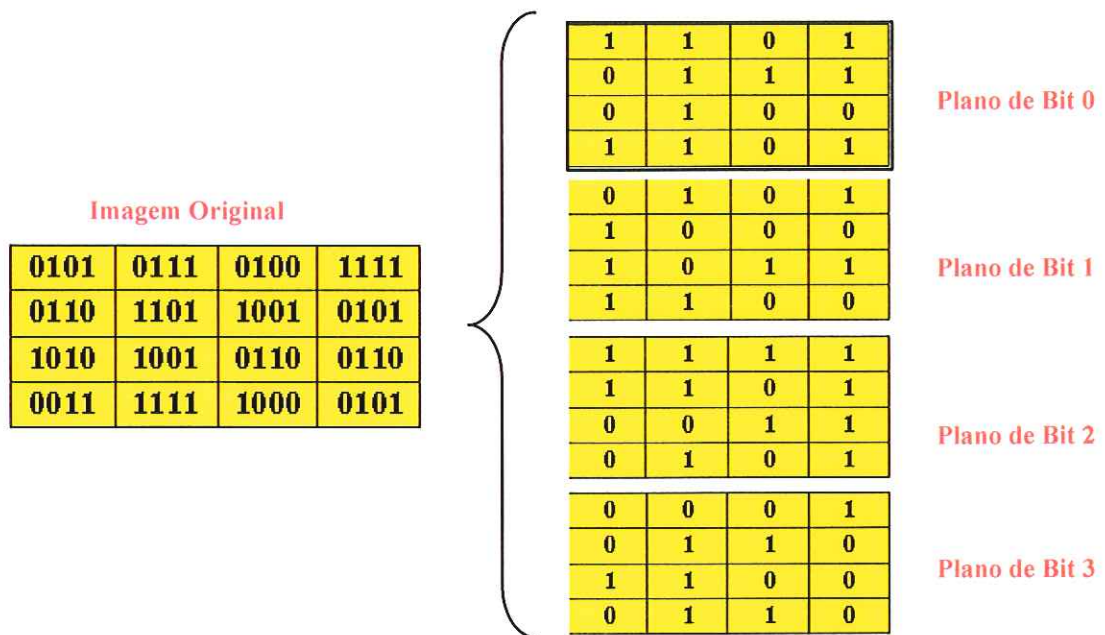 Imagem Original
0101 0111 0100 1111
0110 1101 1001 0101
1010 1001 0110 0110
0011 1111 1000 0101
1 1 0 1
0 1 1 1
0 1 0 0
1 1 0 1
Plano de Bit 0
0 1 0 1
1 0 0 0
1 0 1 1
1 1 0 0
Plano de Bit 1
1 1 1 1
1 1 0 1
0 0 1 1
0 1 0 1
Plano de Bit 2
0 0 0 1
0 1 1 0
1 1 0 0
0 1 1 0
Plano de Bit 3